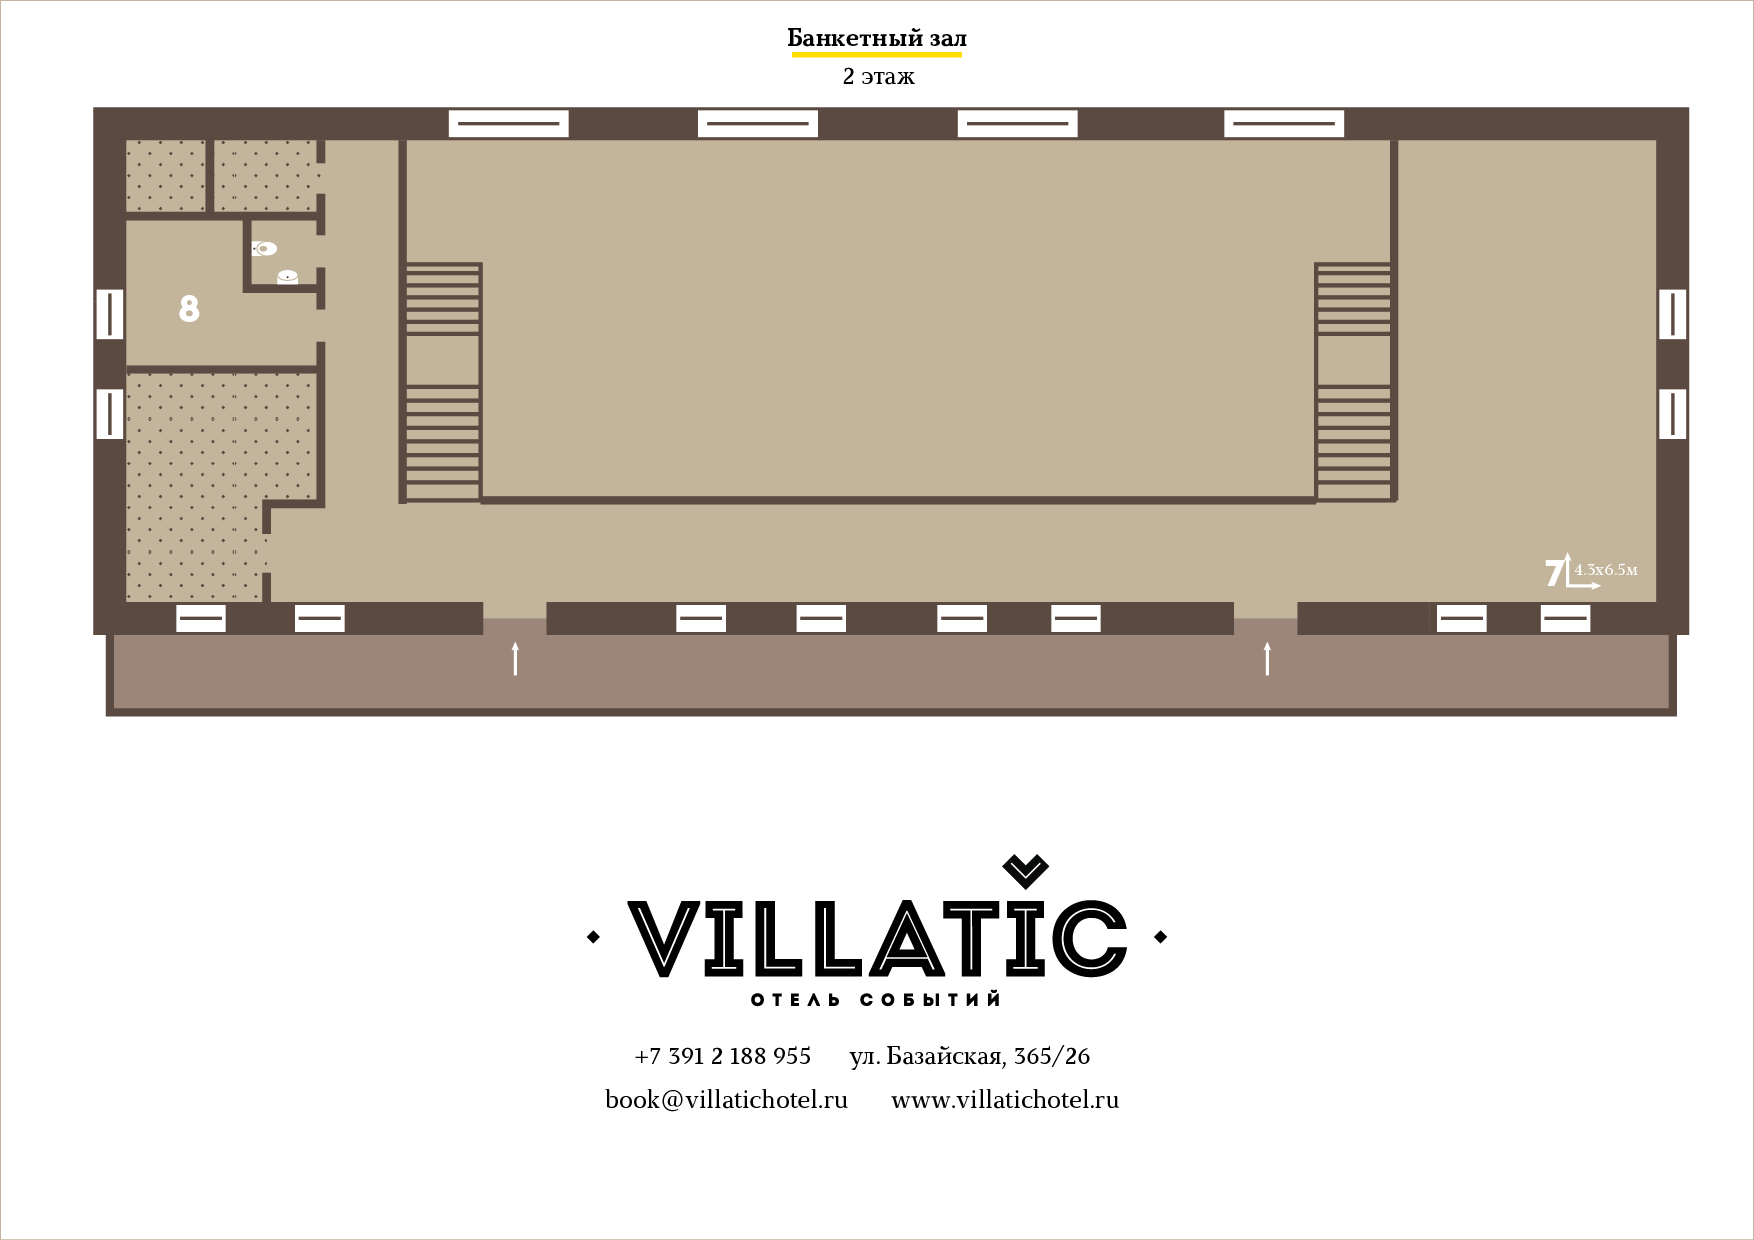 Банкетный зал
2 этаж
8
7 4.3х6.5м
VILLATIC
ОТЕЛЬ СОБЫТИЙ
+7 391 2 188 955 ул. Базайская, 365/26
book@villatichotel.ru www.villatichotel.ru